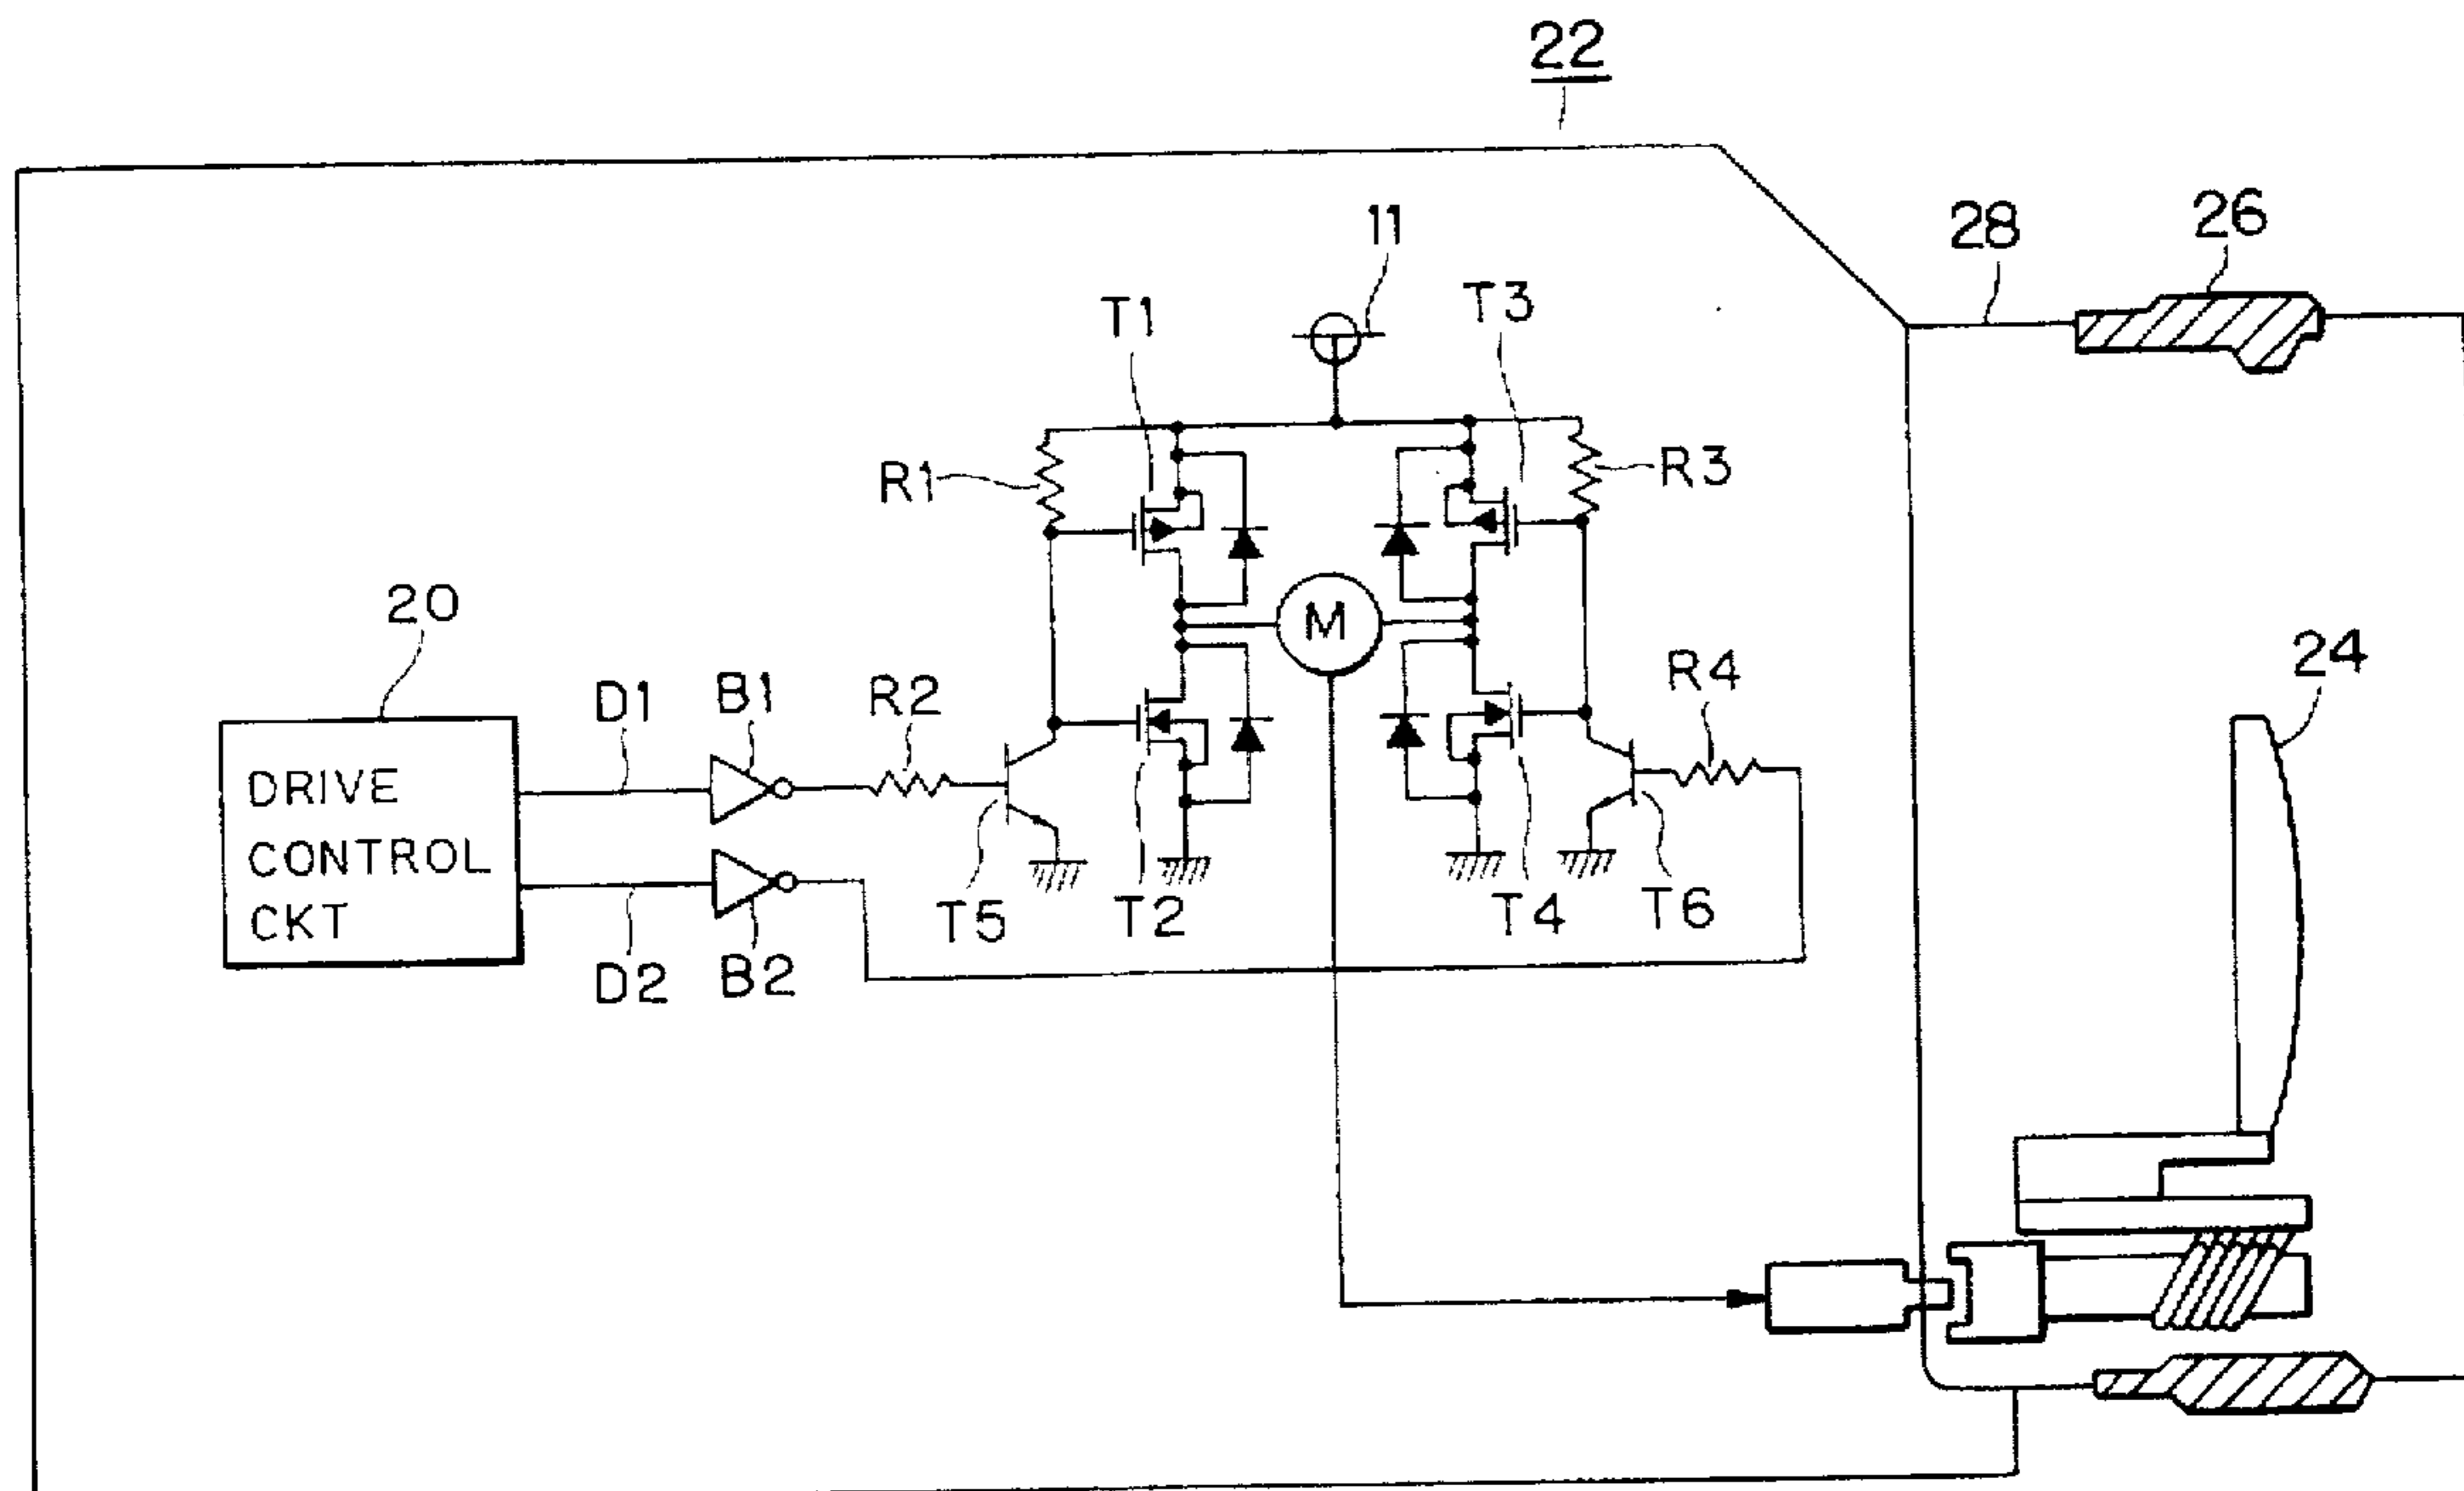 22
28
26
11
T1
T3
R1
R3
20
M
24
D1
B1
R2
R4
DRIVE
CONTROL
CKT
T5
T2
T4
T6
D2
B2